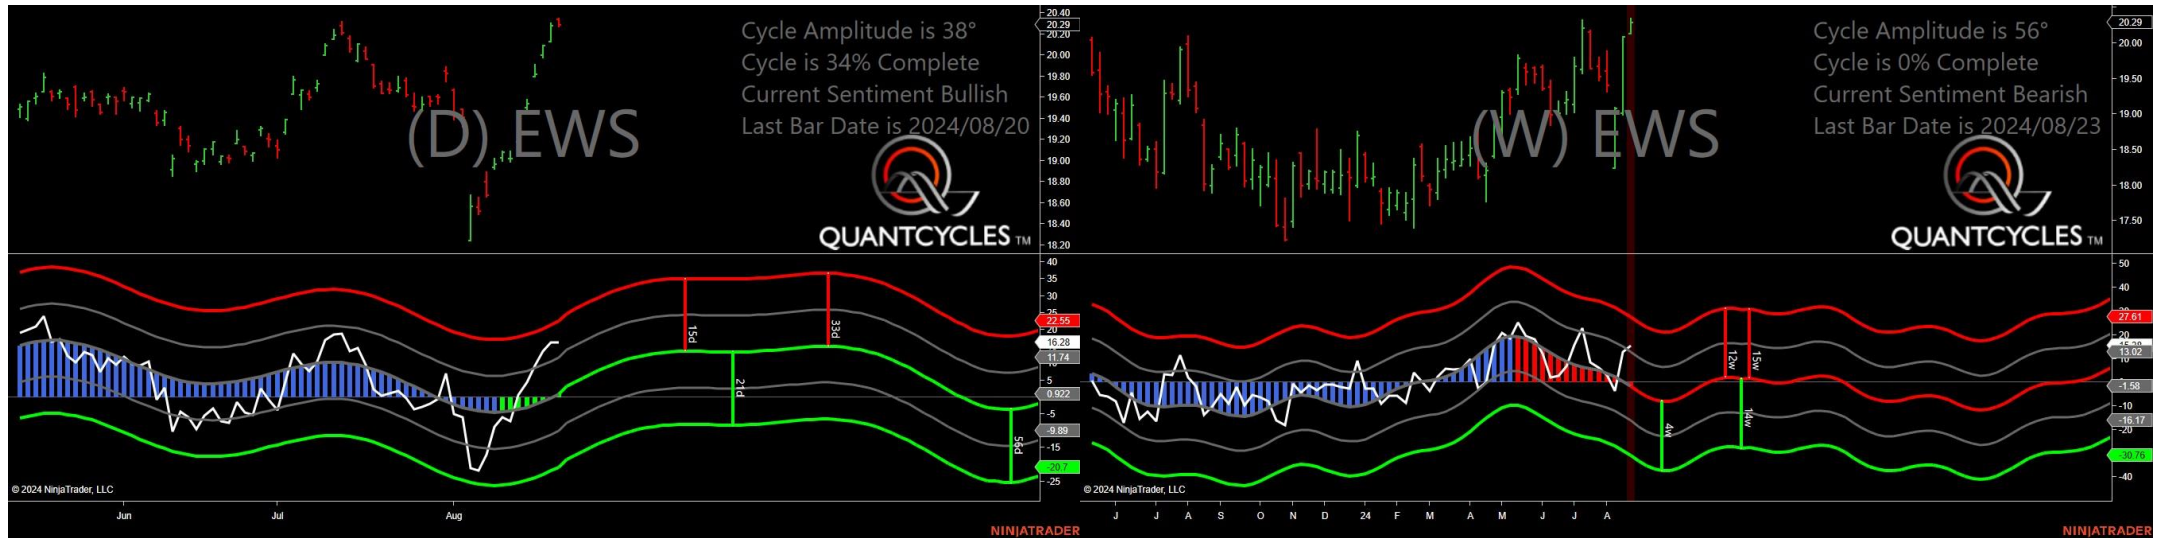 Cycle Amplitude is 38°
Cycle is 34% Complete
Current Sentiment Bullish
Last Bar Date is 2024/08/20
(D) EWS
QUANTCYCLES TM
20.40
20.29
20.20
20.00
19.80
19.60
19.40
19.20
19.00
18.80
18.60
18.40
18.20
40
35
30
25
22.55
20
16.28
11.74
10
5
0.922
-5
-9.89
-15
-20.7
-25
15d
21d
33d
56d
© 2024 NinjaTrader, LLC
Jun
Jul
Aug
NINJATRADER
Cycle Amplitude is 56°
Cycle is 0% Complete
Current Sentiment Bearish
Last Bar Date is 2024/08/23
(W) EWS
QUANTCYCLES TM
20.29
20.00
19.50
19.00
18.50
18.00
17.50
50
40
30
27.61
20
13.02
-1.58
-10
-16.17
-20
-30.76
-40
4w
12w
14w
15w
© 2024 NinjaTrader, LLC
J
J
A
S
O
N
D
24
F
M
A
M
J
J
A
NINJATRADER